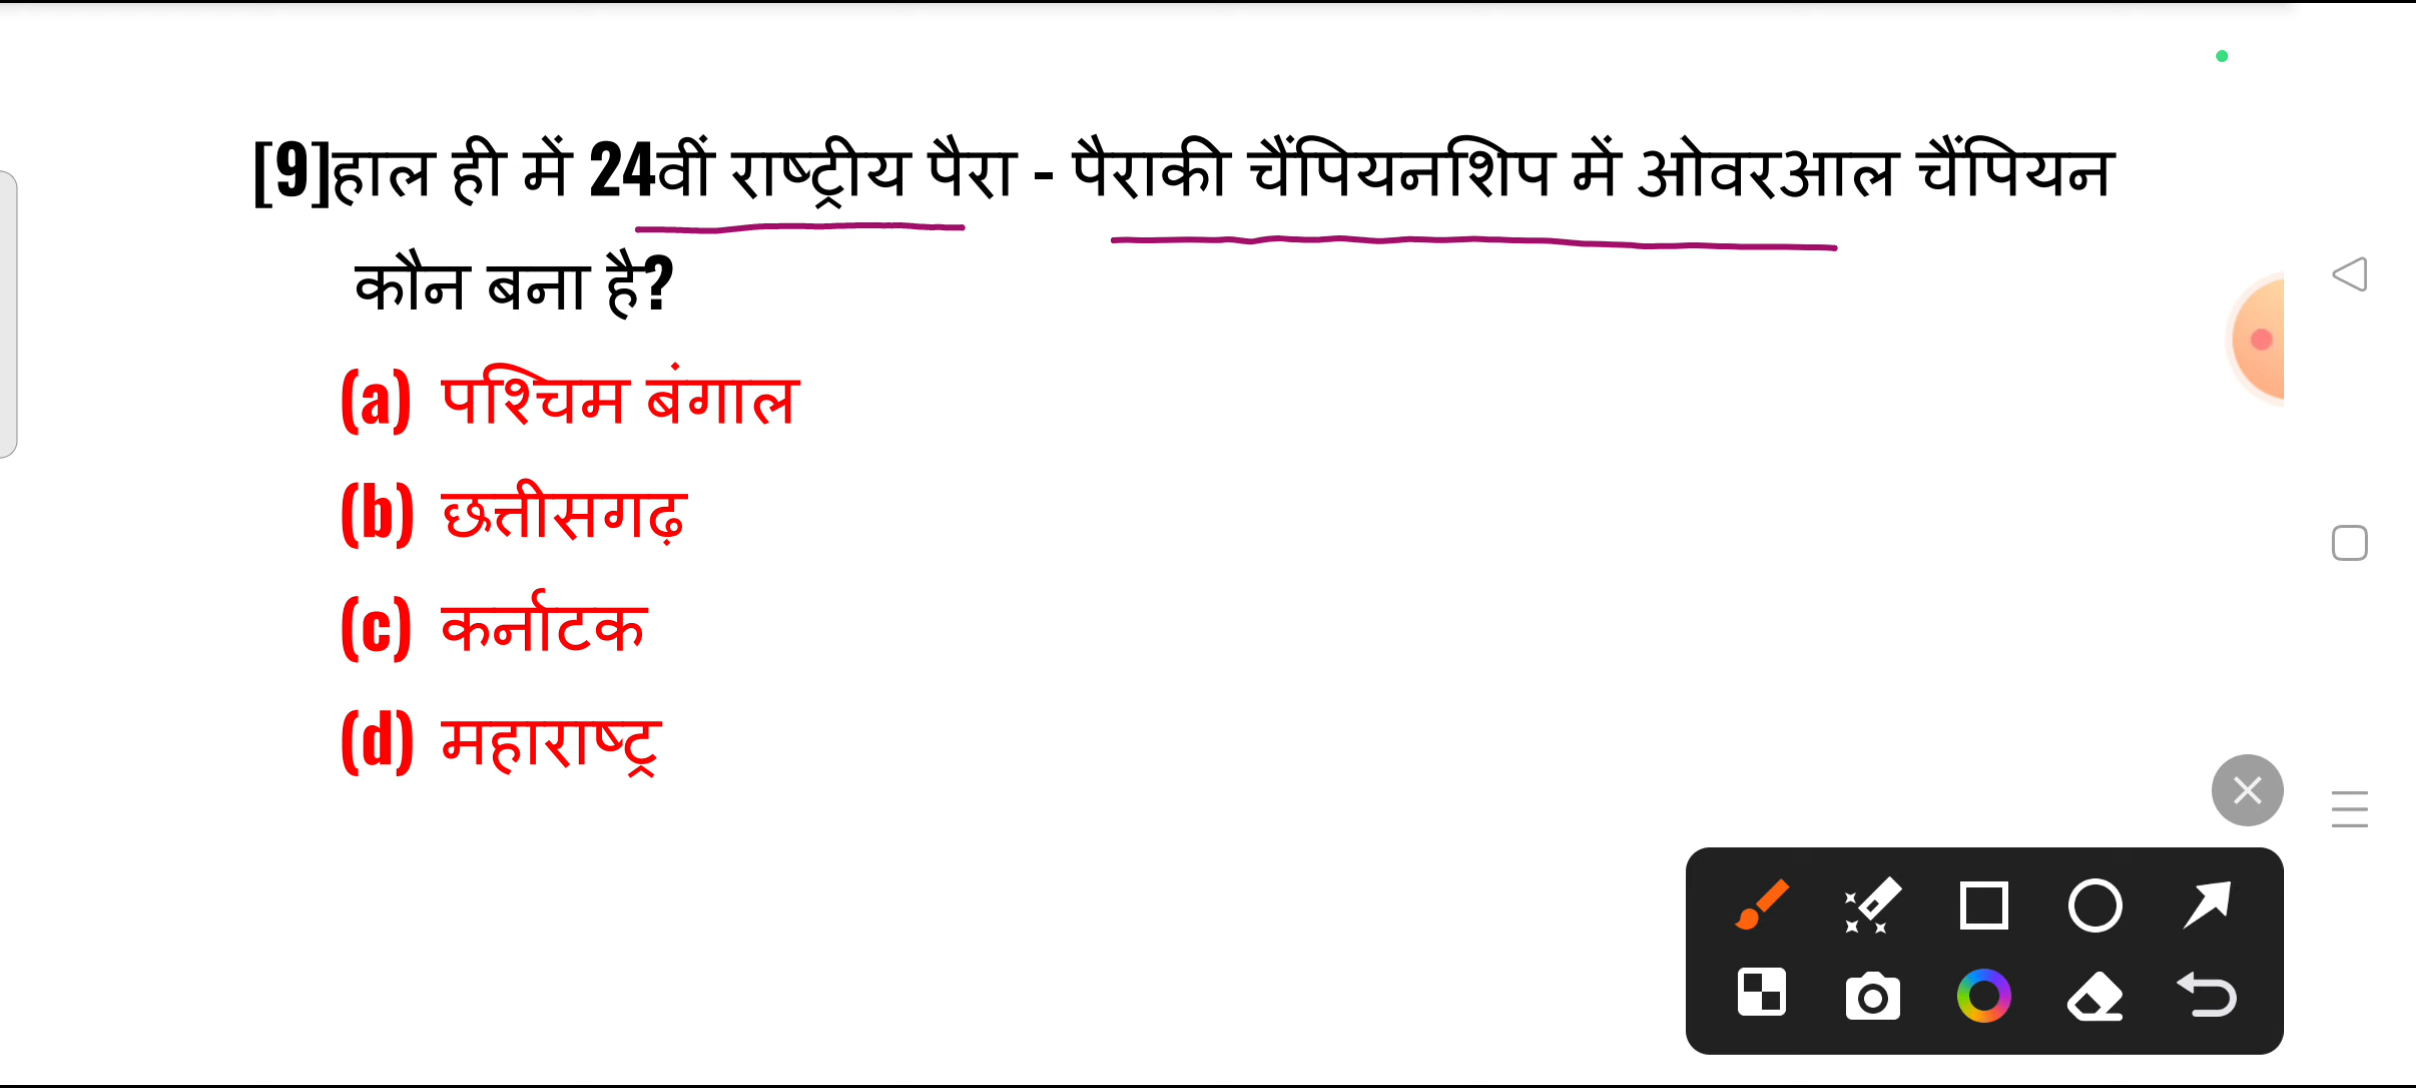 [9]हाल ही में 24वीं राष्ट्रीय पैरा - पैराकी चैंपियनशिप में ओवरआल चैंपियन
कौन बना है?
(a) पश्चिम बंगाल
(b) छत्तीसगढ़
(c) कर्नाटक
(d) महाराष्ट्र